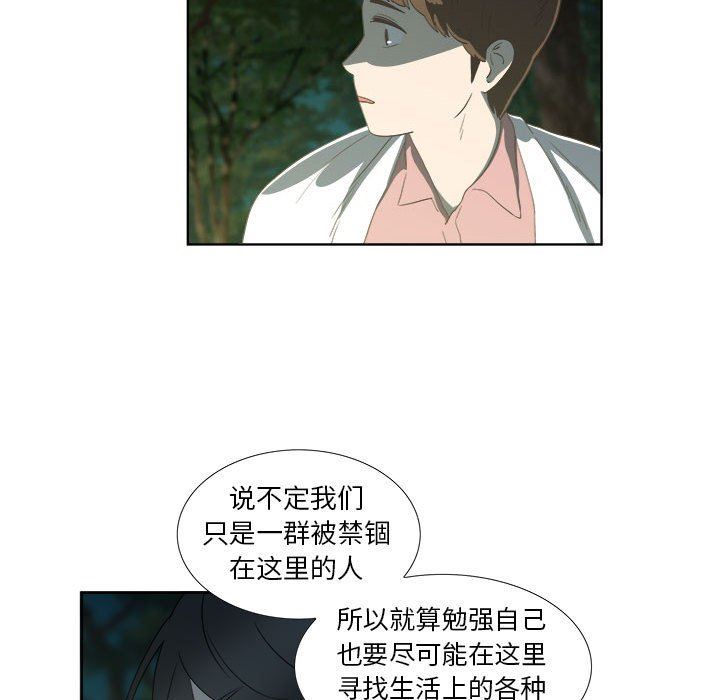 说不定我们
只是一群被禁锢
在这里的人
所以就算勉强自己
也要尽可能在这里
寻找生活上的各种